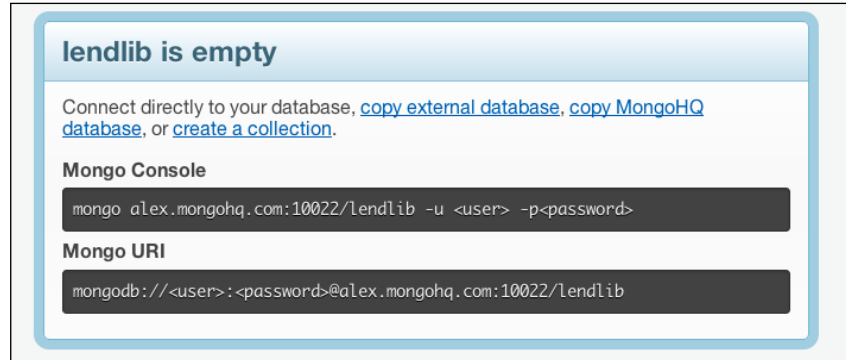 lendlib is empty
Connect directly to your database, copy external database, copy MongoHQ
database, or create a collection.
Mongo Console
mongo alex.mongohq.com:10022/lendlib -u <user> -p<password>
Mongo URI
mongodb://<user>:<password>@alex.mongohq.com:10022/lendlib